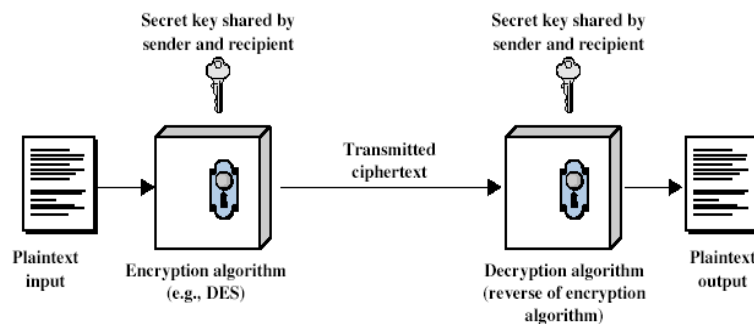 Secret key shared by
sender and recipient
Secret key shared by
sender and recipient
Transmitted
ciphertext
Plaintext
input
Encryption algorithm
(e.g., DES)
Decryption algorithm
(reverse of encryption
algorithm)
Plaintext
output